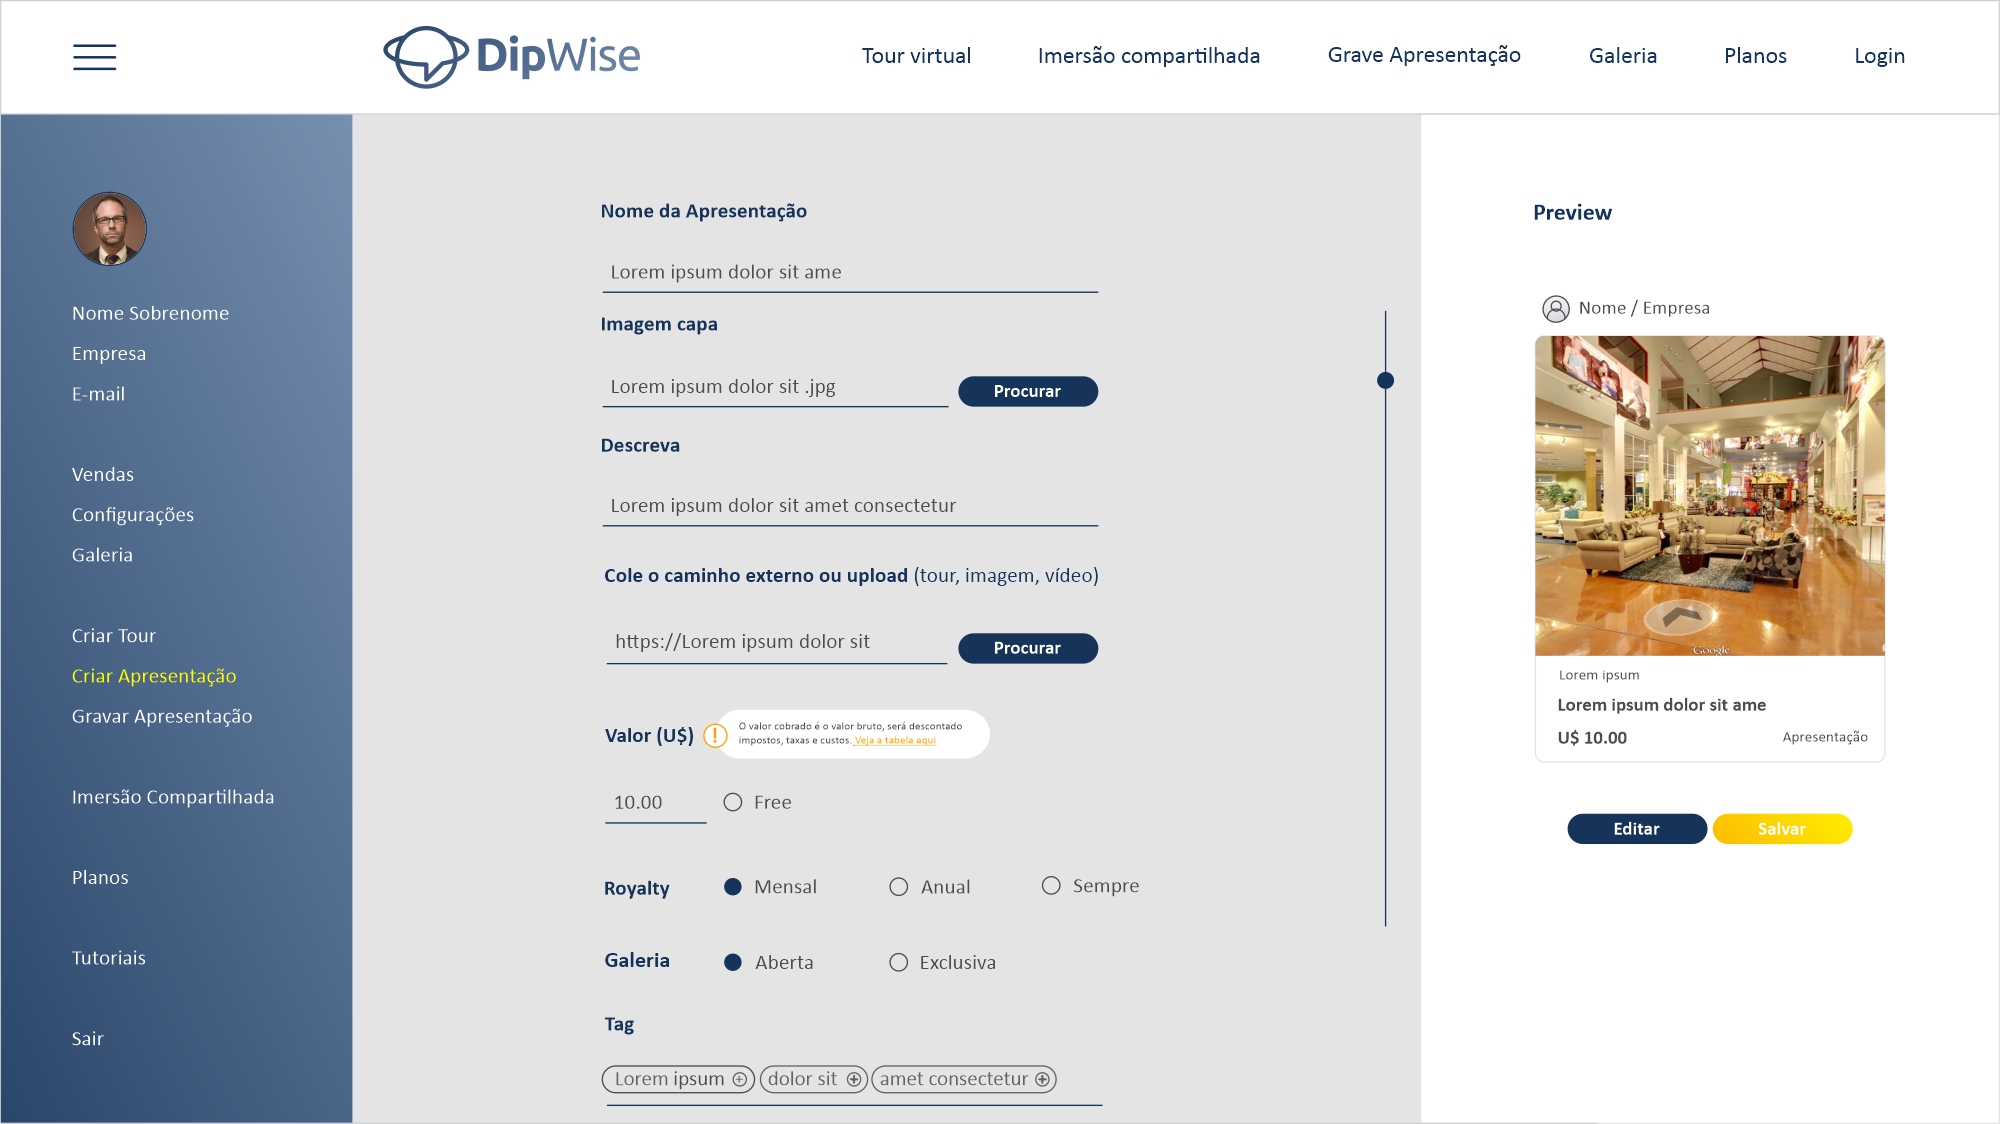 DipWise
Tour virtual
Imersão compartilhada
Grave Apresentação
Galeria
Planos
Login
Nome Sobrenome
Empresa
E-mail
Vendas
Configurações
Galeria
Criar Tour
Criar Apresentação
Gravar Apresentação
Imersão Compartilhada
Planos
Tutoriais
Sair
Nome da Apresentação
Lorem ipsum dolor sit ame
Imagem capa
Lorem ipsum dolor sit .jpg
Procurar
Descreva
Lorem ipsum dolor sit amet consectetur
Cole o caminho externo ou upload (tour, imagem, vídeo)
https://Lorem ipsum dolor sit
Procurar
Valor (U$)
!
O valor cobrado é o valor bruto, será descontado
impostos, taxas e custos. Veja a tabela aqui
10.00
Free
Royalty
Mensal
Anual
Sempre
Galeria
Aberta
Exclusiva
Tag
Lorem ipsum
dolor sit
amet consectetur
Preview
Nome / Empresa
Google
Lorem ipsum
Lorem ipsum dolor sit ame
U$ 10.00
Apresentação
Editar
Salvar